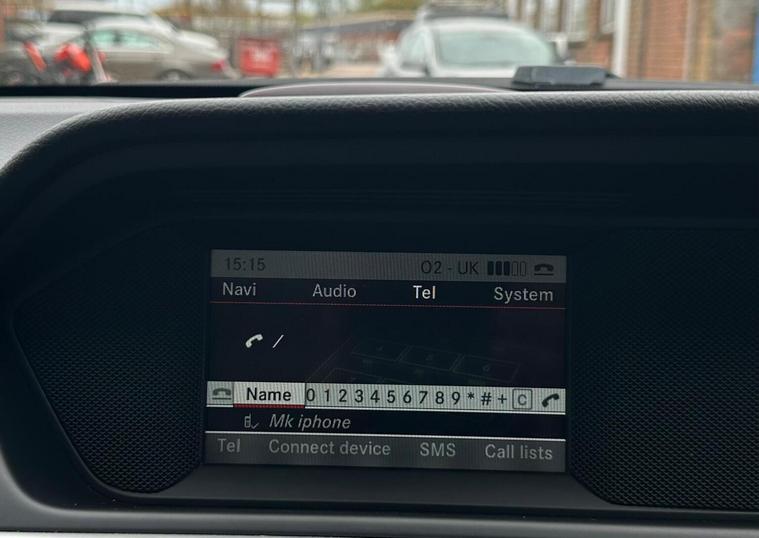 15:15 O2 - UK
Navi Audio Tel System
/
Name 0 1 2 3 4 5 6 7 8 9 * # + C
Mk iphone
Tel Connect device SMS Call lists